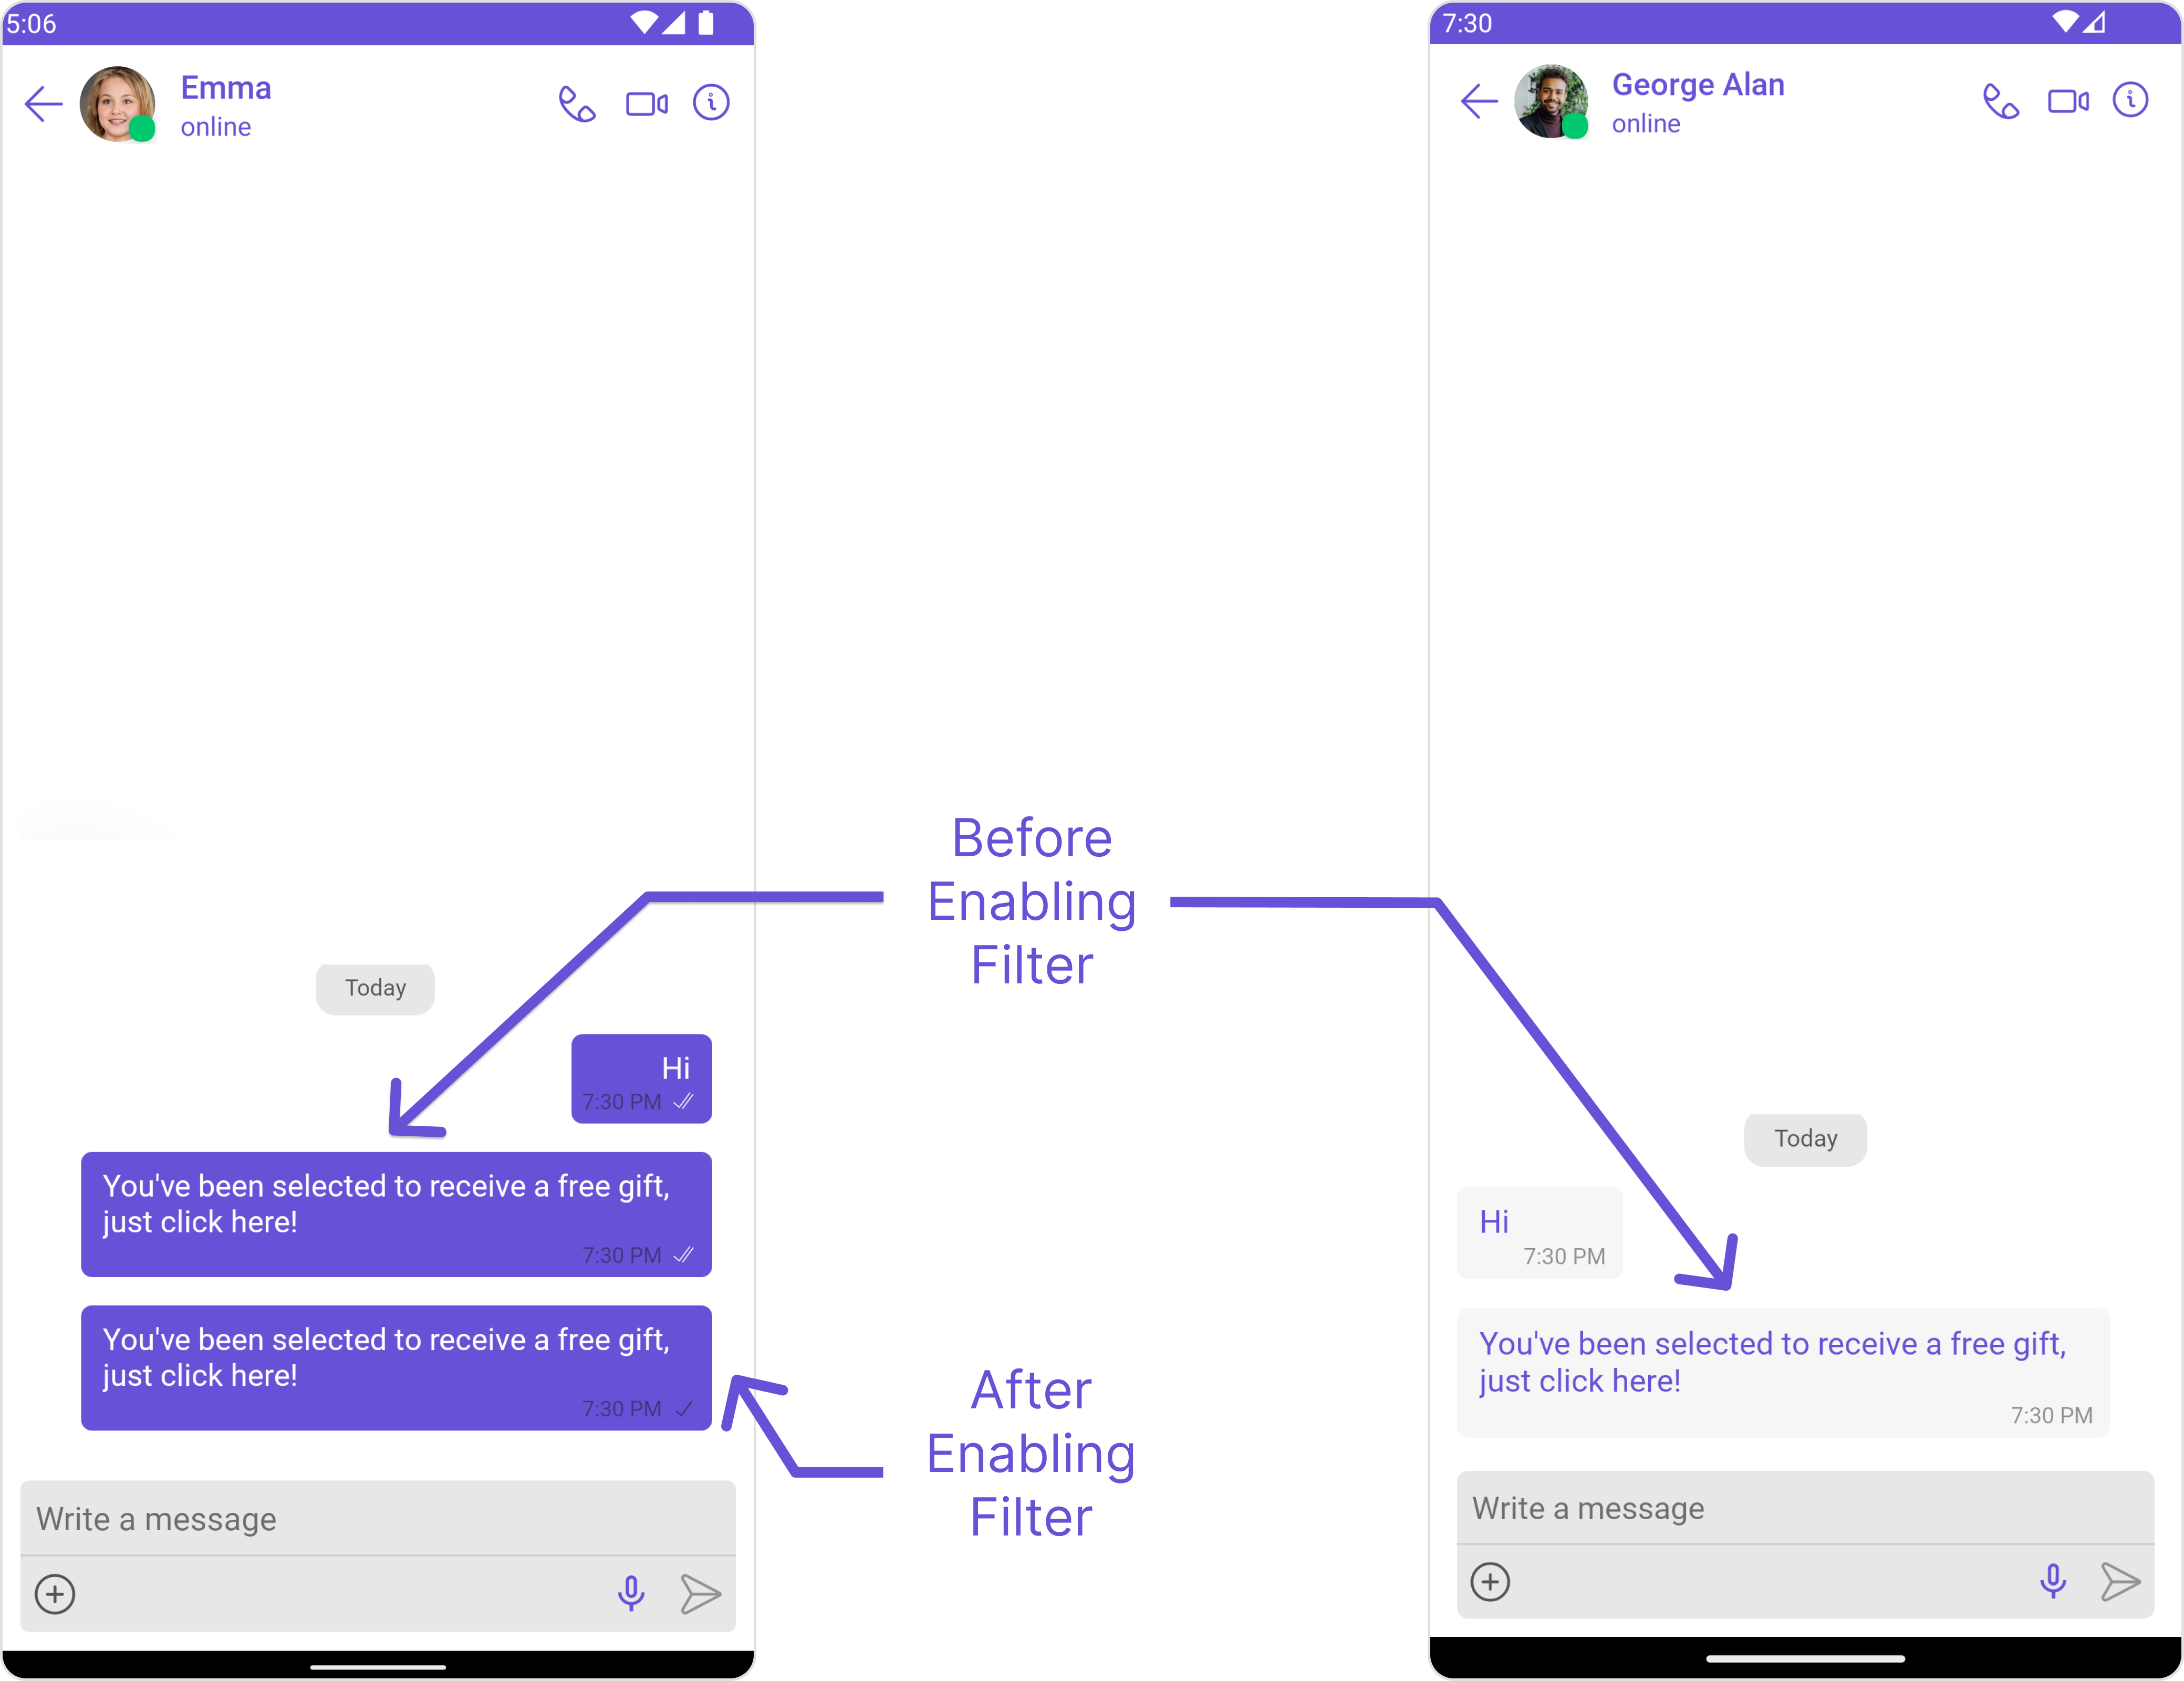 5:06
Emma
online
Today
Hi
7:30 PM
You've been selected to receive a free gift,
just click here!
7:30 PM
You've been selected to receive a free gift,
just click here!
7:30 PM
Write a message
Before
Enabling
Filter
After
Enabling
Filter
7:30
George Alan
online
Today
Hi
7:30 PM
You've been selected to receive a free gift,
just click here!
7:30 PM
Write a message